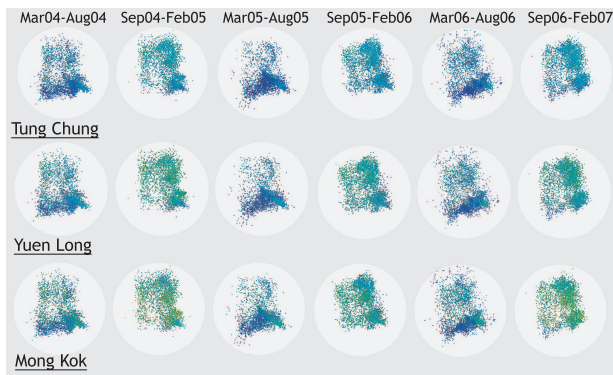 Mar04-Aug04 Sep04-Feb05 Mar05-Aug05 Sep05-Feb06 Mar06-Aug06 Sep06-Feb07
Tung Chung
Yuen Long
Mong Kok